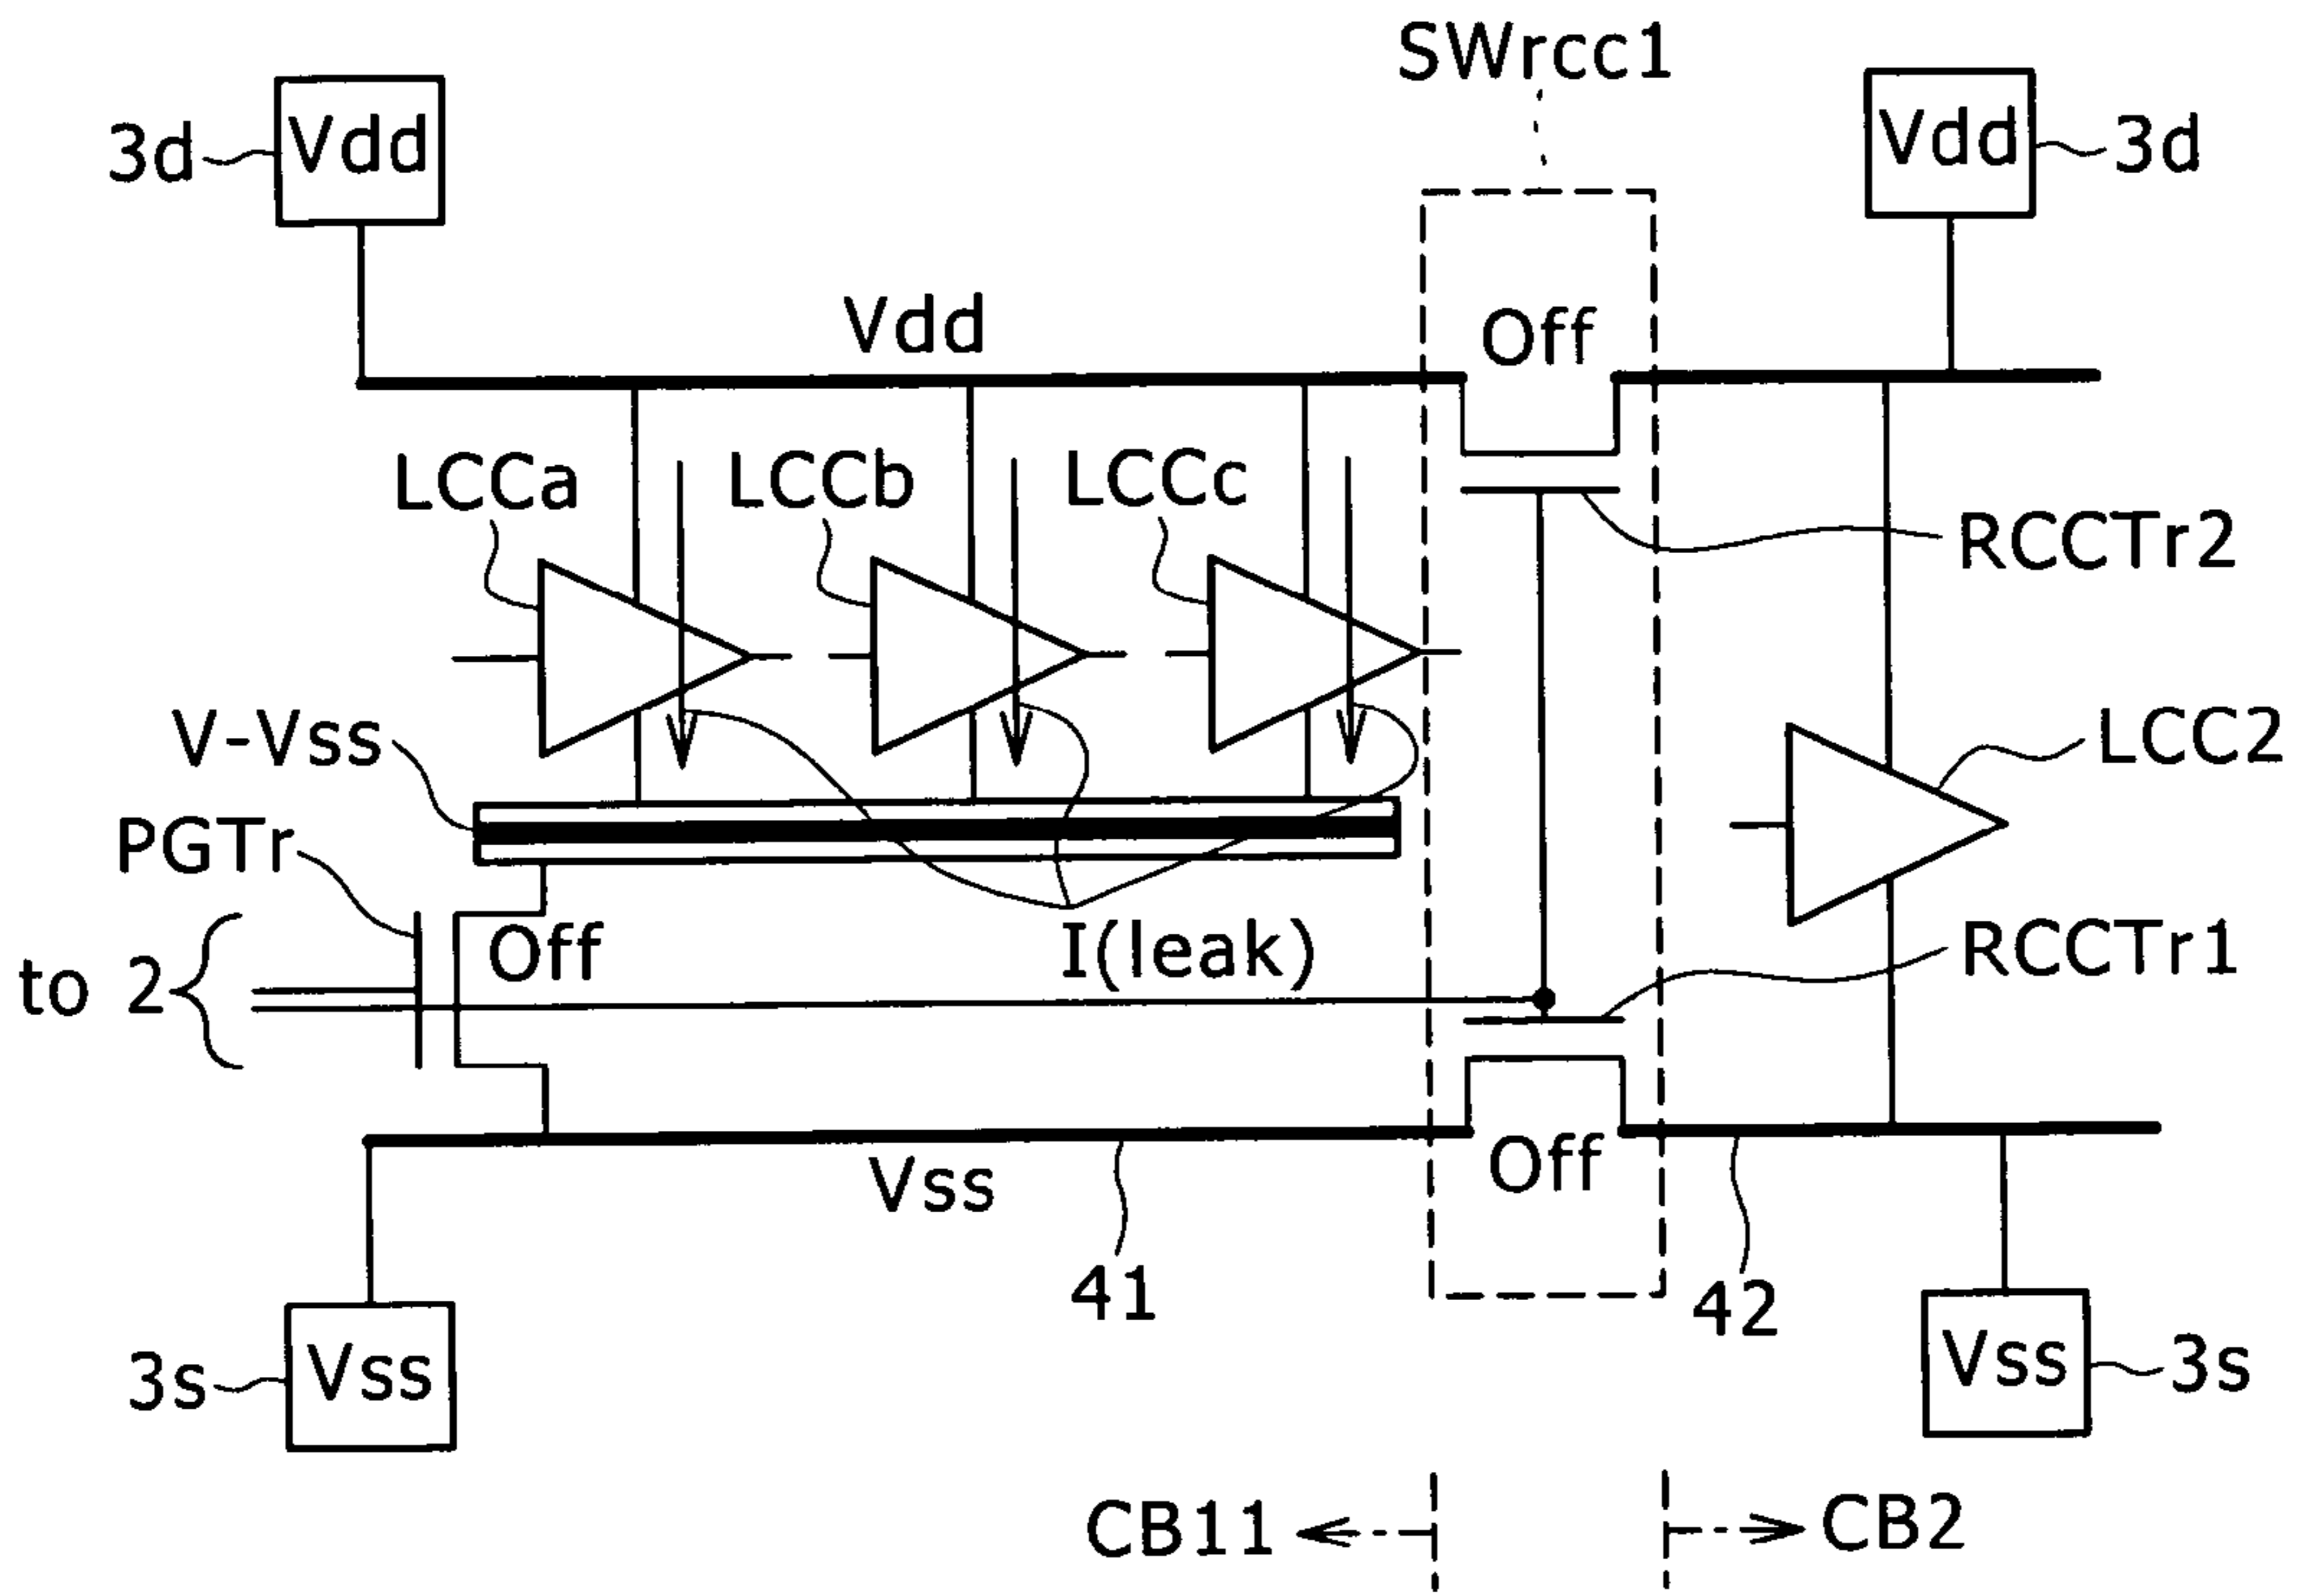 SWrcc1
3d
Vdd
Vdd
3d
Vdd
Off
LCCa
LCCb
LCCc
RCCTr2
V-Vss
LCC2
PGTr
Off
I(leak)
RCCTr1
to 2
Vss
Off
41
42
3s
Vss
Vss
3s
CB11
CB2